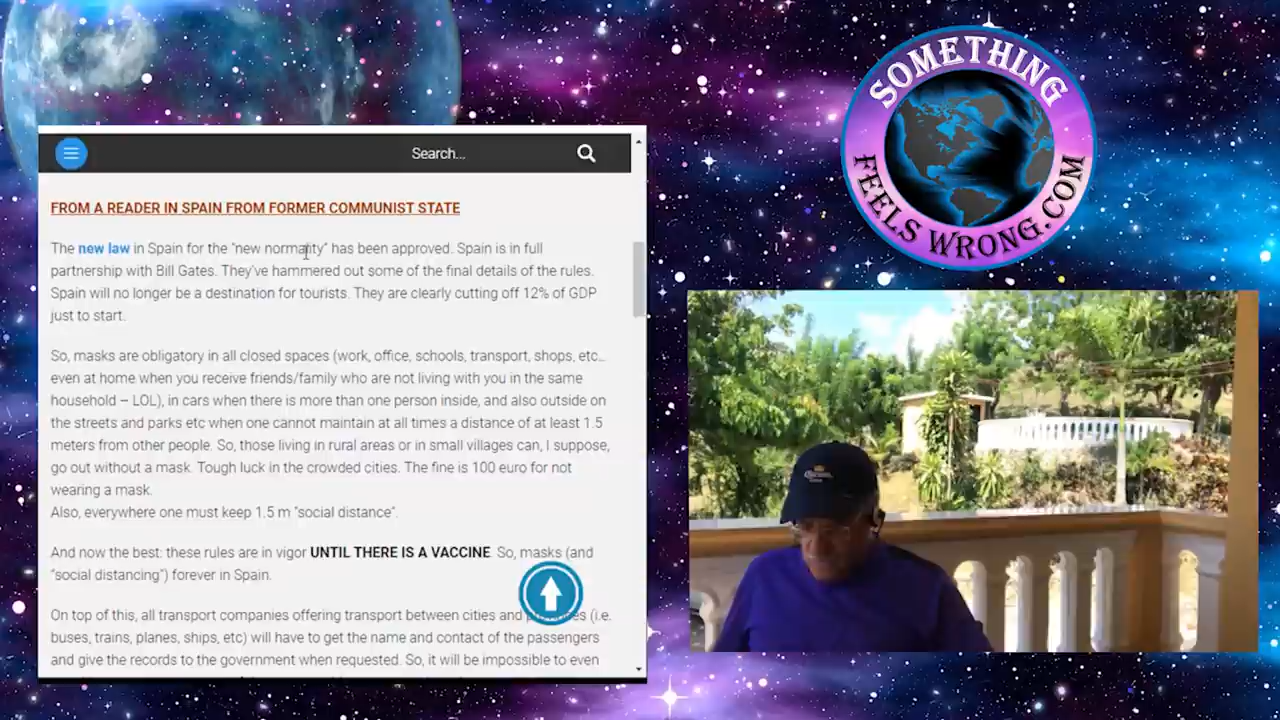 SOMETHING
FEELS WRONG.COM
Search...
FROM A READER IN SPAIN FROM FORMER COMMUNIST STATE
The new law in Spain for the "new normality" has been approved. Spain is in full
partnership with Bill Gates. They've hammered out some of the final details of the rules.
Spain will no longer be a destination for tourists. They are clearly cutting off 12% of GDP
just to start.
So, masks are obligatory in all closed spaces (work, office, schools, transport, shops, etc…
even at home when you receive friends/family who are not living with you in the same
household – LOL), in cars when there is more than one person inside, and also outside on
the streets and parks etc when one cannot maintain at all times a distance of at least 1.5
meters from other people. So, those living in rural areas or in small villages can, I suppose,
go out without a mask. Tough luck in the crowded cities. The fine is 100 euro for not
wearing a mask.
Also, everywhere one must keep 1.5 m "social distance".
And now the best: these rules are in vigor UNTIL THERE IS A VACCINE. So, masks (and
"social distancing") forever in Spain.
On top of this, all transport companies offering transport between cities and (i.e.
buses, trains, planes, ships, etc) will have to get the name and contact of the passengers
and give the records to the government when requested. So, it will be impossible to even